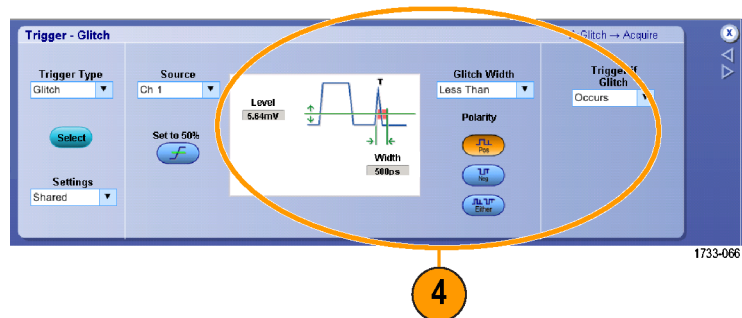 Trigger - Glitch
Glitch → Acquire
X
Trigger Type
Glitch
Select
Settings
Shared
Source
Ch 1
Set to 50%
Level
5.64mV
T
Width
500ps
Glitch Width
Less Than
Polarity
Pos
Neg
Either
Trigger if
Glitch
Occurs
1733-066
4